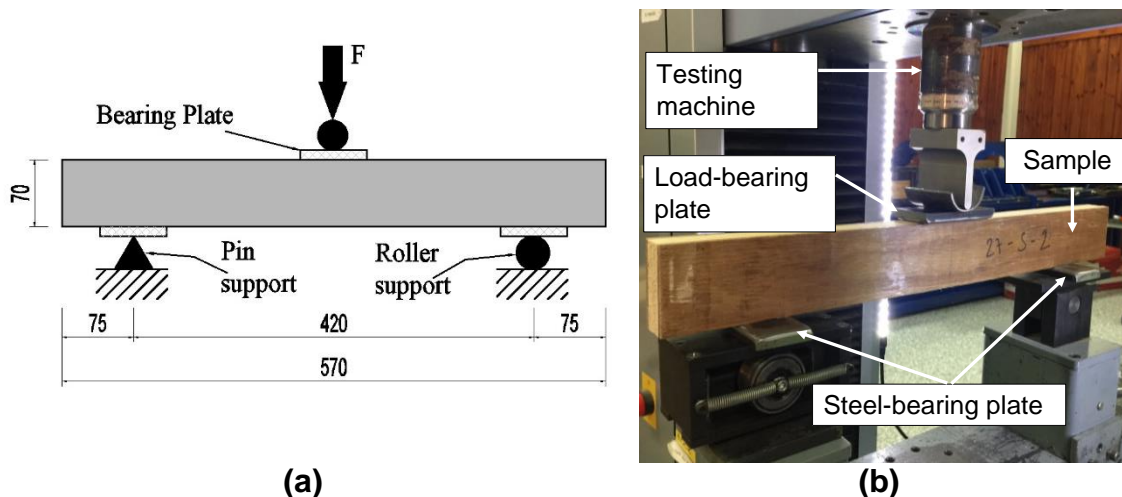 F
Bearing Plate
70
Pin
support
Roller
support
75
420
75
570
(a)
Testing
machine
Load-bearing
plate
Sample
27-S-2
Steel-bearing plate
(b)